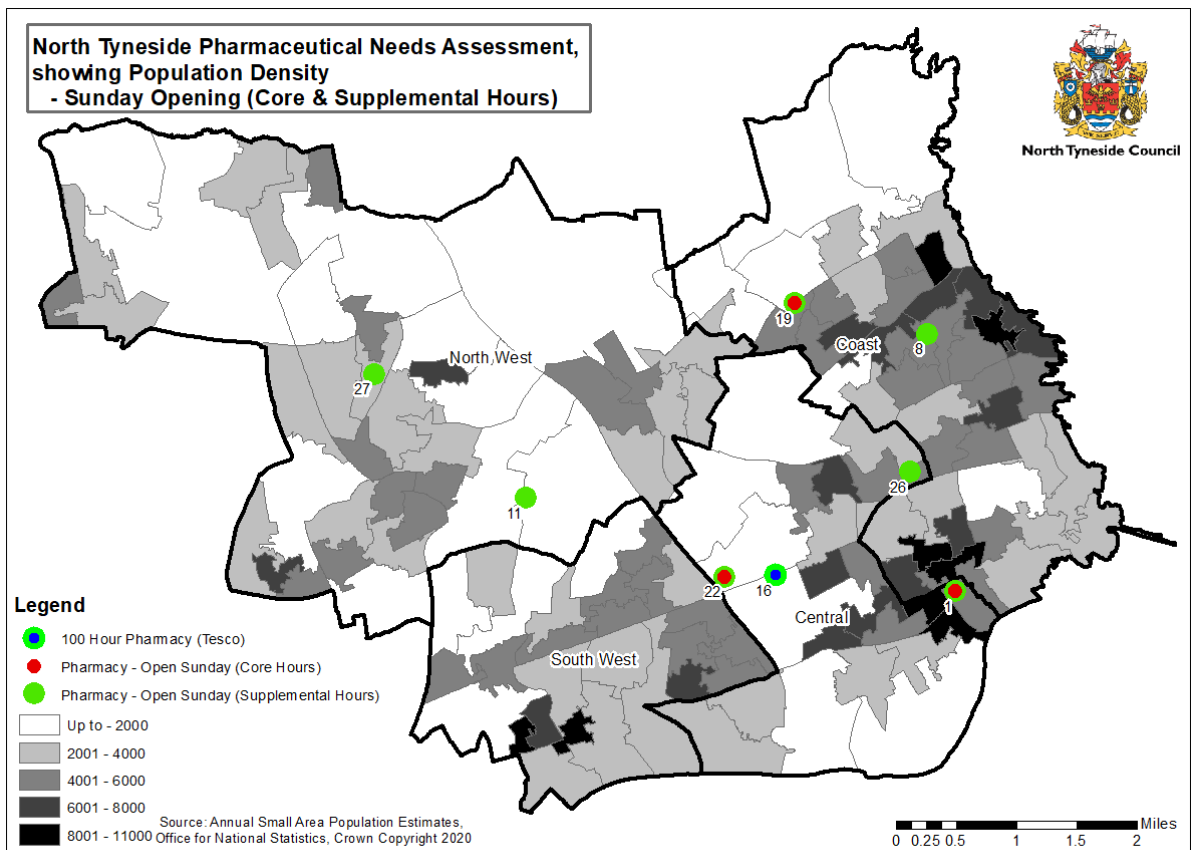 North Tyneside Pharmaceutical Needs Assessment,
showing Population Density
- Sunday Opening (Core & Supplemental Hours)
North Tyneside Council
19
Coast
8
North West
27
26
11
22
16
1
Central
South West
Legend
100 Hour Pharmacy (Tesco)
Pharmacy - Open Sunday (Core Hours)
Pharmacy - Open Sunday (Supplemental Hours)
Up to - 2000
2001 - 4000
4001 - 6000
6001 - 8000
8001 - 11000
Source: Annual Small Area Population Estimates,
Office for National Statistics, Crown Copyright 2020
Miles
0 0.25 0.5 1 1.5 2